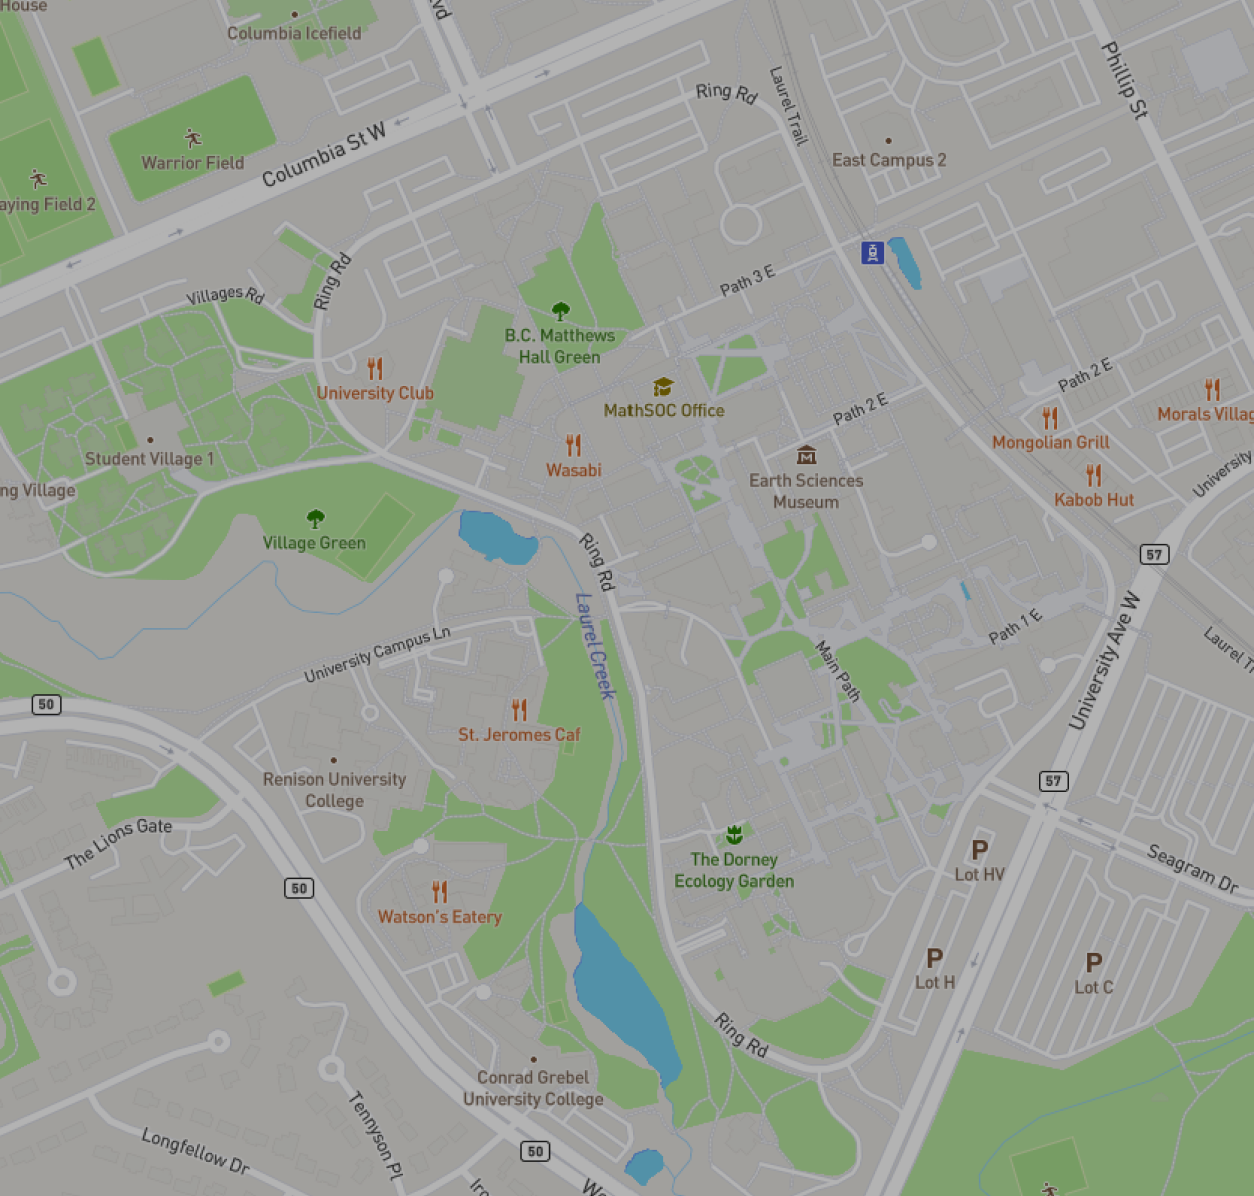 House
Columbia Icefield
Ring Rd
Laurel Trail
Phillip St
Warrior Field
Columbia St W
East Campus 2
aying Field 2
Ring Rd
Path 3 E
Villages Rd
B.C. Matthews
Hall Green
University Club
MathSOC Office
Path 2 E
Path 2 E
Morals Villag
Mongolian Grill
Student Village 1
Wasabi
Earth Sciences
Museum
University
Kabob Hut
ng Village
Village Green
Ring Rd
57
Laurel Creek
University Ave W
Path 1 E
University Campus Ln
Main Path
Laurel Tr
50
St. Jeromes Caf
Renison University
College
57
The Lions Gate
The Dorney
Ecology Garden
P
Lot HV
Seagram Dr
50
Watson's Eatery
P
Lot H
P
Lot C
Ring Rd
Conrad Grebel
University College
Tennyson Pl
Longfellow Dr
50